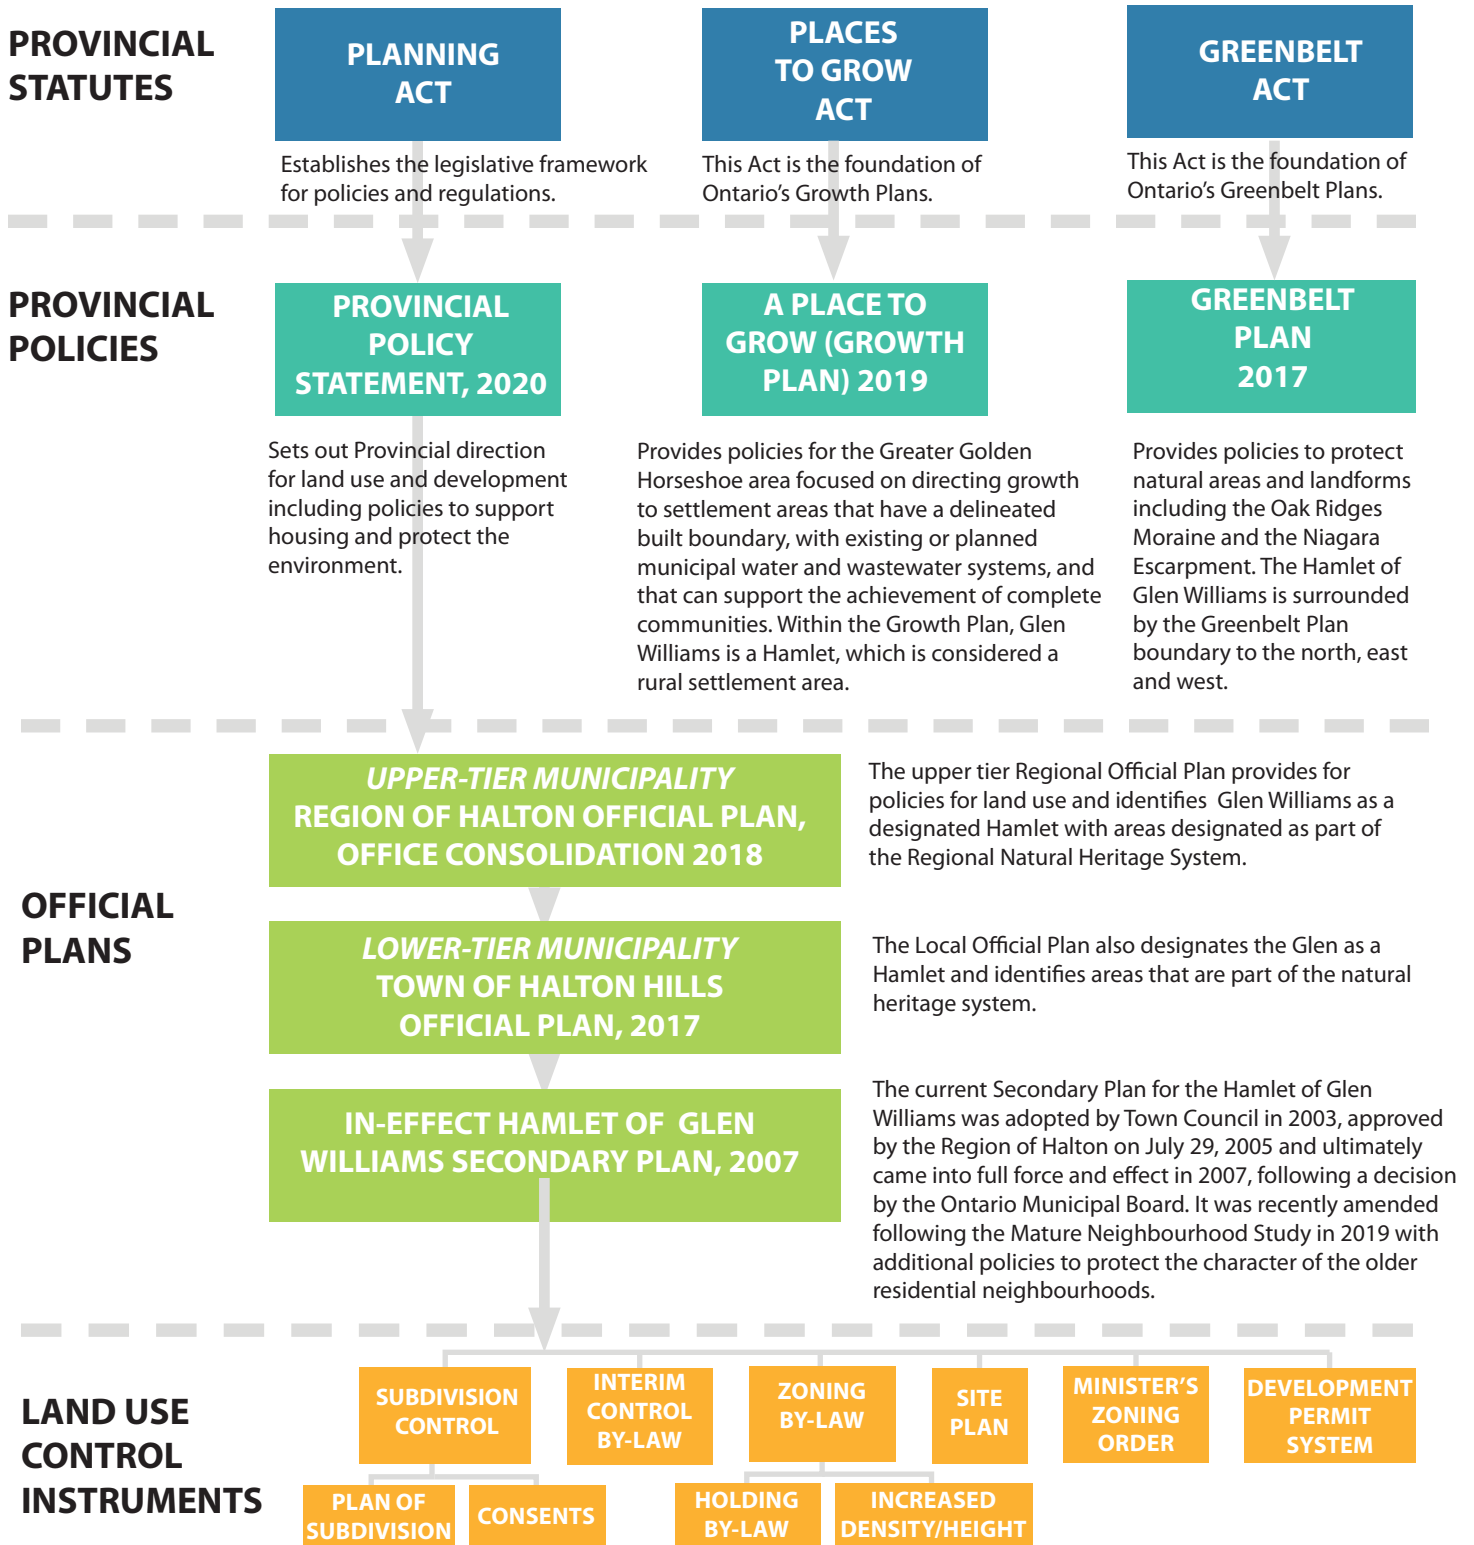 PROVINCIAL
STATUTES
PLANNING
ACT
Establishes the legislative framework
for policies and regulations.
PLACES
TO GROW
ACT
This Act is the foundation of
Ontario's Growth Plans.
GREENBELT
ACT
This Act is the foundation of
Ontario's Greenbelt Plans.
PROVINCIAL
POLICIES
PROVINCIAL
POLICY
STATEMENT, 2020
Sets out Provincial direction
for land use and development
including policies to support
housing and protect the
environment.
A PLACE TO
GROW (GROWTH
PLAN) 2019
Provides policies for the Greater Golden
Horseshoe area focused on directing growth
to settlement areas that have a delineated
built boundary, with existing or planned
municipal water and wastewater systems, and
that can support the achievement of complete
communities. Within the Growth Plan, Glen
Williams is a Hamlet, which is considered a
rural settlement area.
GREENBELT
PLAN
2017
Provides policies to protect
natural areas and landforms
including the Oak Ridges
Moraine and the Niagara
Escarpment. The Hamlet of
Glen Williams is surrounded
by the Greenbelt Plan
boundary to the north, east
and west.
OFFICIAL
PLANS
UPPER-TIER MUNICIPALITY
REGION OF HALTON OFFICIAL PLAN,
OFFICE CONSOLIDATION 2018
The upper tier Regional Official Plan provides for
policies for land use and identifies Glen Williams as a
designated Hamlet with areas designated as part of
the Regional Natural Heritage System.
LOWER-TIER MUNICIPALITY
TOWN OF HALTON HILLS
OFFICIAL PLAN, 2017
The Local Official Plan also designates the Glen as a
Hamlet and identifies areas that are part of the natural
heritage system.
IN-EFFECT HAMLET OF GLEN
WILLIAMS SECONDARY PLAN, 2007
The current Secondary Plan for the Hamlet of Glen
Williams was adopted by Town Council in 2003, approved
by the Region of Halton on July 29, 2005 and ultimately
came into full force and effect in 2007, following a decision
by the Ontario Municipal Board. It was recently amended
following the Mature Neighbourhood Study in 2019 with
additional policies to protect the character of the older
residential neighbourhoods.
LAND USE
CONTROL
INSTRUMENTS
SUBDIVISION
CONTROL
INTERIM
CONTROL
BY-LAW
ZONING
BY-LAW
SITE
PLAN
MINISTER'S
ZONING
ORDER
DEVELOPMENT
PERMIT
SYSTEM
PLAN OF
SUBDIVISION
CONSENTS
HOLDING
BY-LAW
INCREASED
DENSITY/HEIGHT